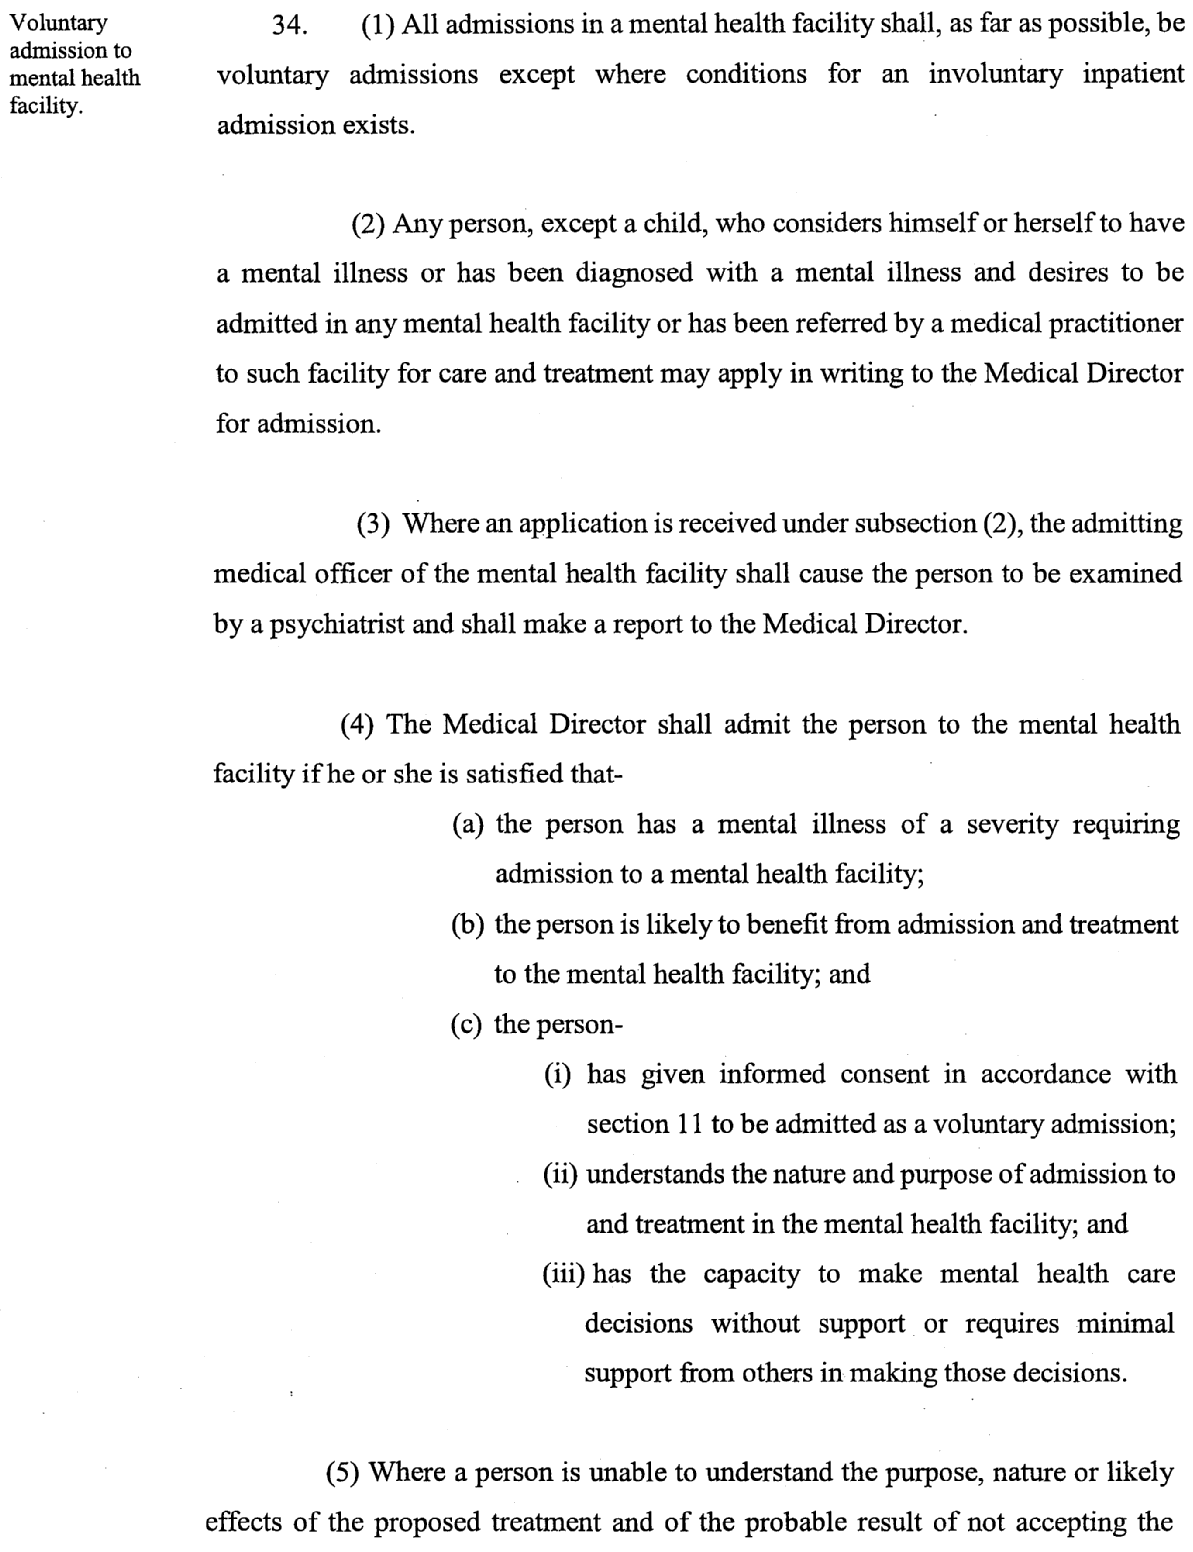 Voluntary
admission to
mental health
facility.
34. (1) All admissions in a mental health facility shall, as far as possible, be
voluntary admissions except where conditions for an involuntary inpatient
admission exists.
(2) Any person, except a child, who considers himself or herself to have
a mental illness or has been diagnosed with a mental illness and desires to be
admitted in any mental health facility or has been referred by a medical practitioner
to such facility for care and treatment may apply in writing to the Medical Director
for admission.
(3) Where an application is received under subsection (2), the admitting
medical officer of the mental health facility shall cause the person to be examined
by a psychiatrist and shall make a report to the Medical Director.
(4) The Medical Director shall admit the person to the mental health
facility if he or she is satisfied that-
(a) the person has a mental illness of a severity requiring
admission to a mental health facility;
(b) the person is likely to benefit from admission and treatment
to the mental health facility; and
(c) the person-
(i) has given informed consent in accordance with
section 11 to be admitted as a voluntary admission;
(ii) understands the nature and purpose of admission to
and treatment in the mental health facility; and
(iii) has the capacity to make mental health care
decisions without support or requires minimal
support from others in making those decisions.
(5) Where a person is unable to understand the purpose, nature or likely
effects of the proposed treatment and of the probable result of not accepting the